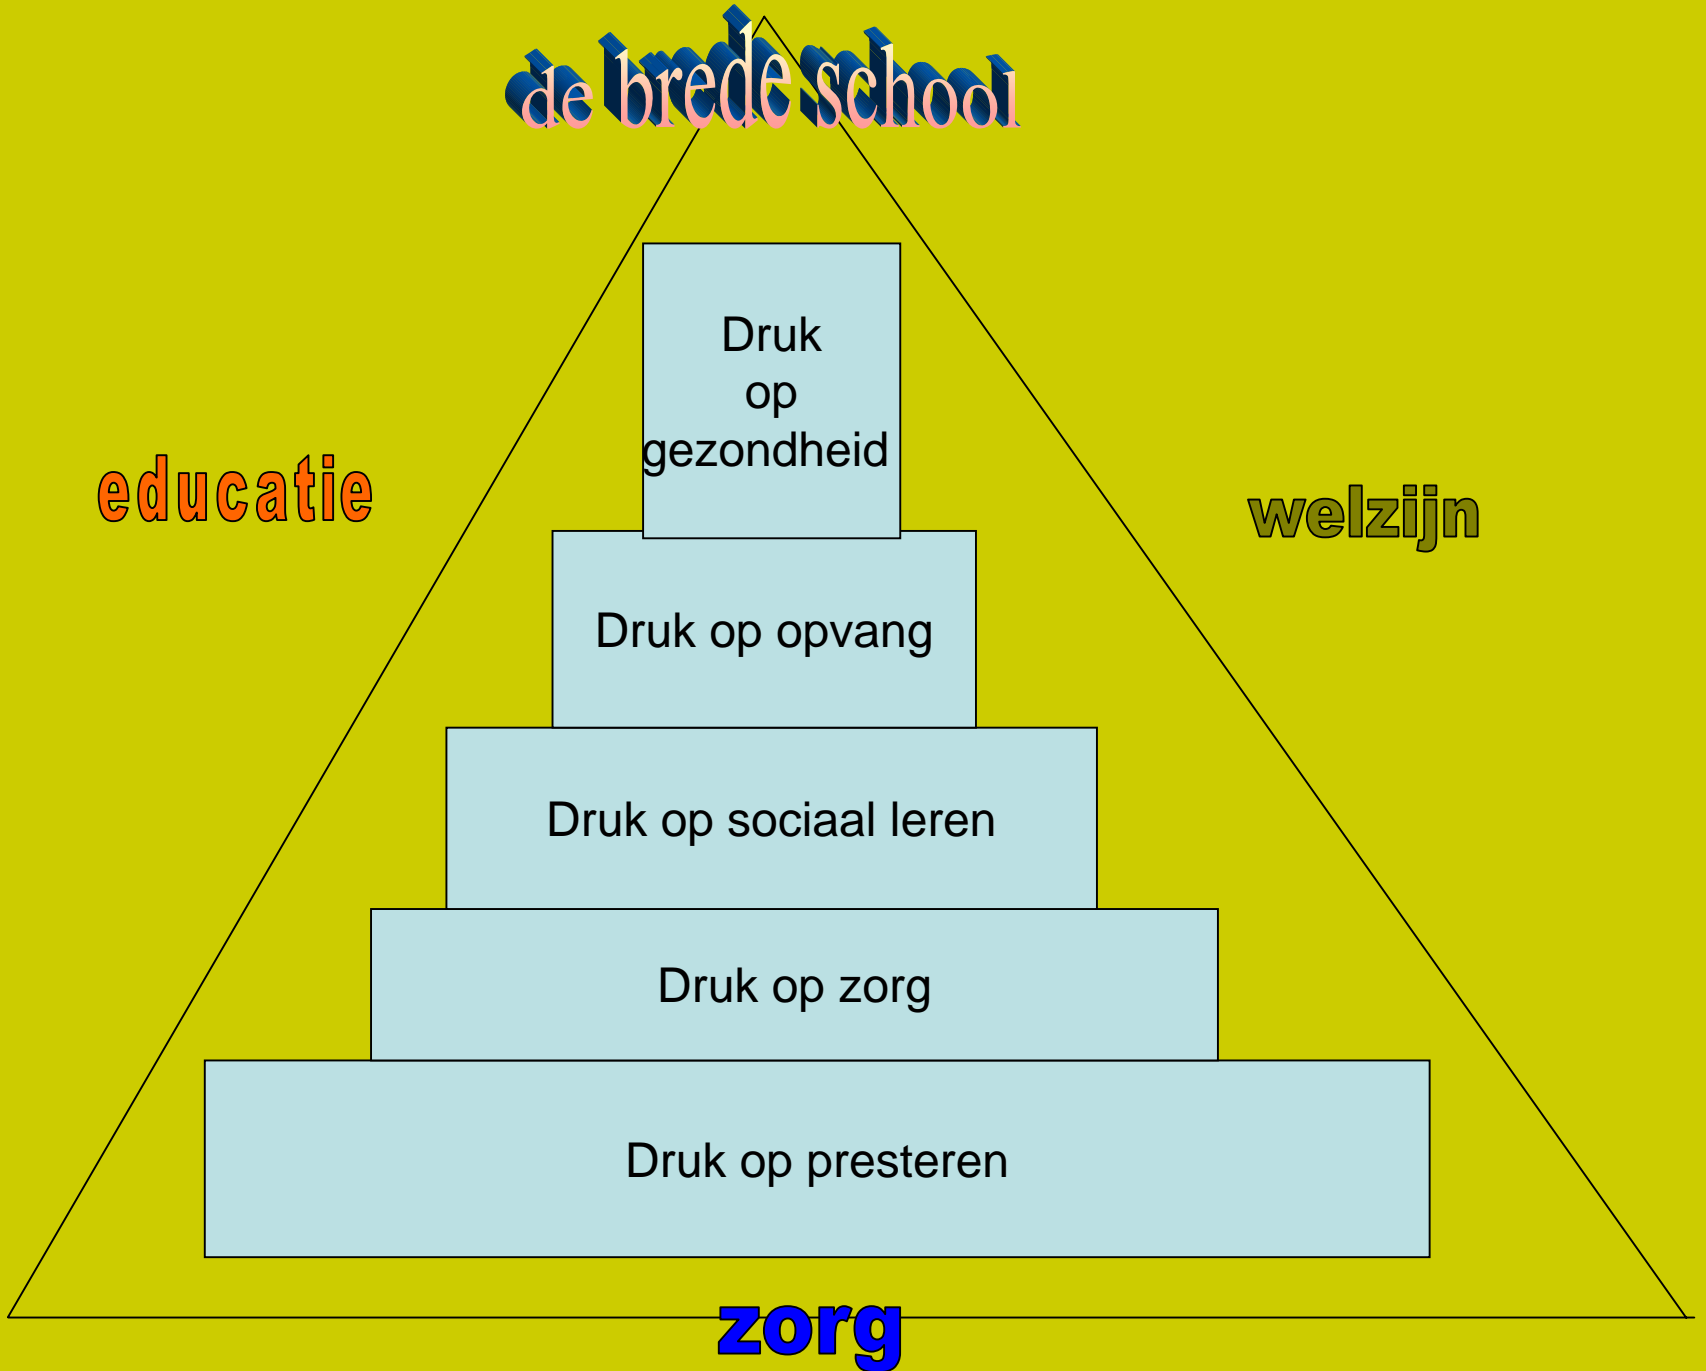 de brede school
Druk
op
gezondheid
educatie
welzijn
Druk op opvang
Druk op sociaal leren
Druk op zorg
Druk op presteren
zorg